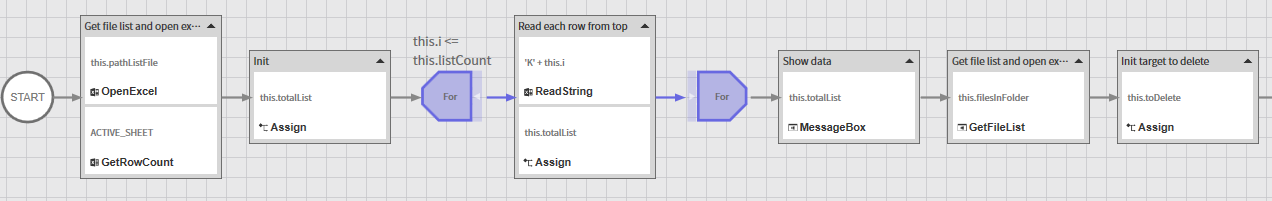 START
Get file list and open ex···
this.pathListFile
OpenExcel
ACTIVE_SHEET
GetRowCount
Init
this.totalList
Assign
this.i <=
this.listCount
For
Read each row from top
'K' + this.i
ReadString
this.totalList
Assign
For
Show data
this.totalList
MessageBox
Get file list and open ex···
this.filesInFolder
GetFileList
Init target to delete
this.toDelete
Assign